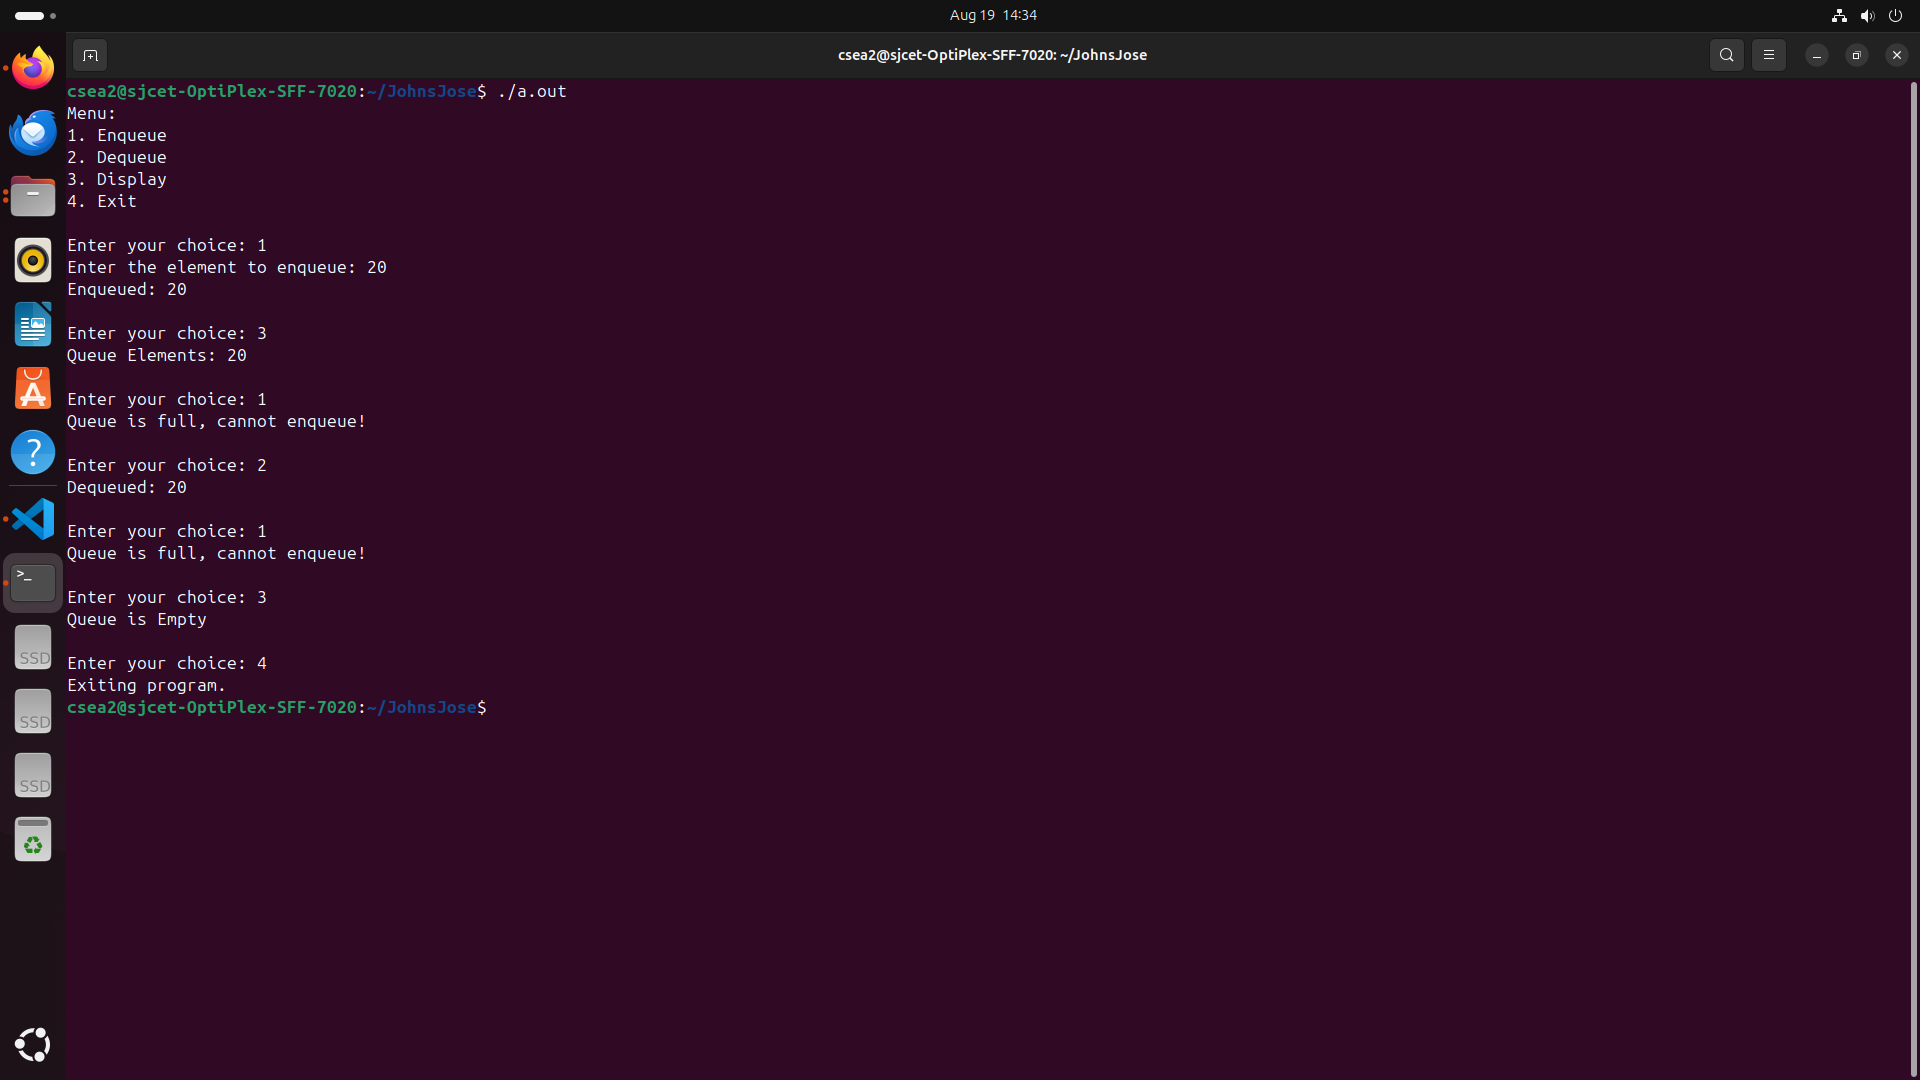 Aug 19 14:34
csea2@sjcet-OptiPlex-SFF-7020: ~/JohnsJose
csea2@sjcet-OptiPlex-SFF-7020:~/JohnsJose$ ./a.out
Menu:
1. Enqueue
2. Dequeue
3. Display
4. Exit
Enter your choice: 1
Enter the element to enqueue: 20
Enqueued: 20
Enter your choice: 3
Queue Elements: 20
Enter your choice: 1
Queue is full, cannot enqueue!
Enter your choice: 2
Dequeued: 20
Enter your choice: 1
Queue is full, cannot enqueue!
Enter your choice: 3
Queue is Empty
Enter your choice: 4
Exiting program.
csea2@sjcet-OptiPlex-SFF-7020:~/JohnsJose$
SSD
SSD
SSD